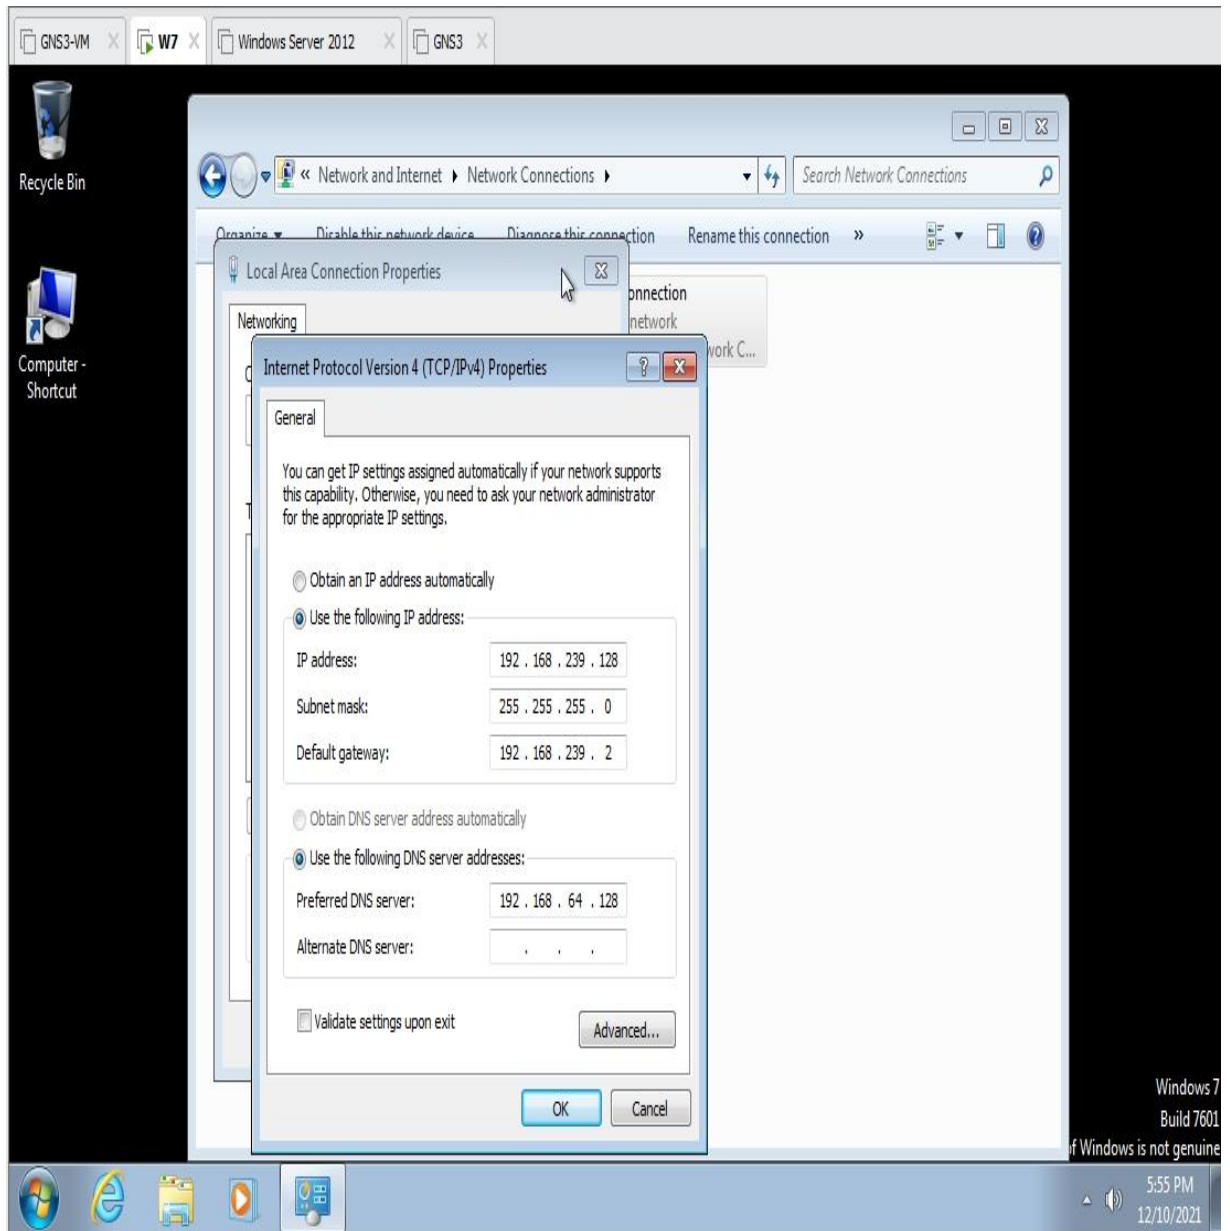 GNS3-VM
W7
Windows Server 2012
GNS3
Recycle Bin
Computer -
Shortcut
« Network and Internet Network Connections
Search Network Connections
Organize Disable this network device Diagnose this connection Rename this connection »
Local Area Connection Properties
onnection
network
work C...
Networking
Internet Protocol Version 4 (TCP/IPv4) Properties
General
You can get IP settings assigned automatically if your network supports
this capability. Otherwise, you need to ask your network administrator
for the appropriate IP settings.
Obtain an IP address automatically
Use the following IP address:
IP address: 192 . 168 . 239 . 128
Subnet mask: 255 . 255 . 255 . 0
Default gateway: 192 . 168 . 239 . 2
Obtain DNS server address automatically
Use the following DNS server addresses:
Preferred DNS server: 192 . 168 . 64 . 128
Alternate DNS server: . . .
Validate settings upon exit
Advanced...
OK Cancel
Windows 7
Build 7601
of Windows is not genuine
5:55 PM
12/10/2021